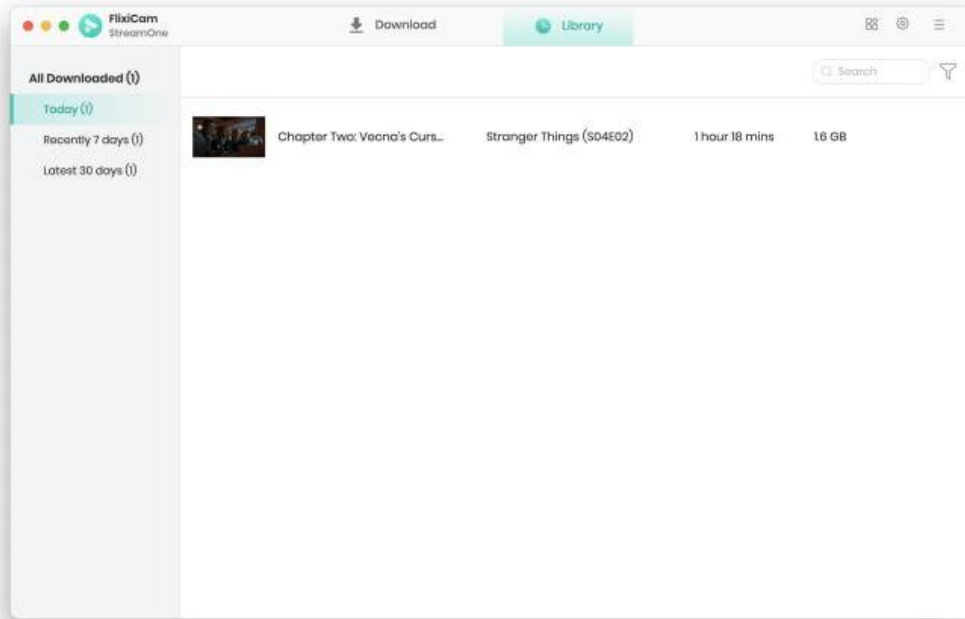 FlixiCam
StreamOne
Download
Library
All Downloaded (1)
Search
Today (1)
Recently 7 days (1)
Latest 30 days (1)
Chapter Two: Vecna's Curs... Stranger Things (S04E02) 1 hour 18 mins 1.6 GB